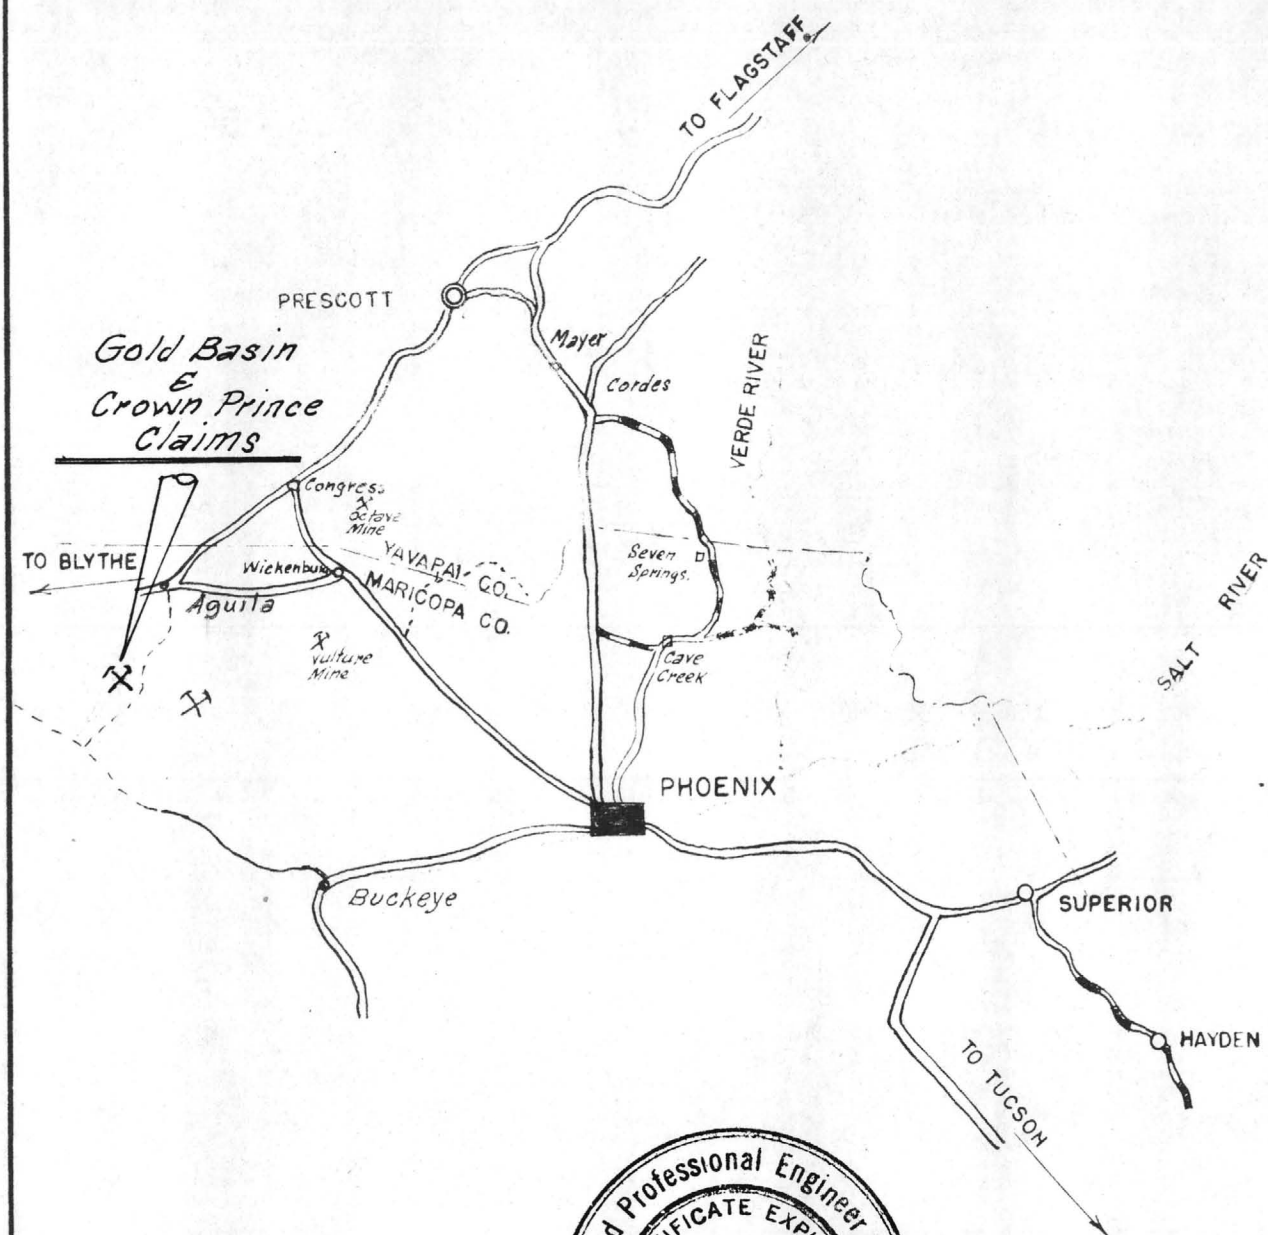 TO FLAGSTAFF
PRESCOTT
Gold Basin
&
Crown Prince
Claims
Mayer
Cordes
VERDE RIVER
Congress
Octave
Mine
TO BLYTHE
Wickenburg
YAVAPAI CO.
MARICOPA CO.
Seven
Springs.
Aguila
Vulture
Mine
Cave
Creek
SALT RIVER
PHOENIX
Buckeye
SUPERIOR
HAYDEN
TO TUCSON
Professional Engineer